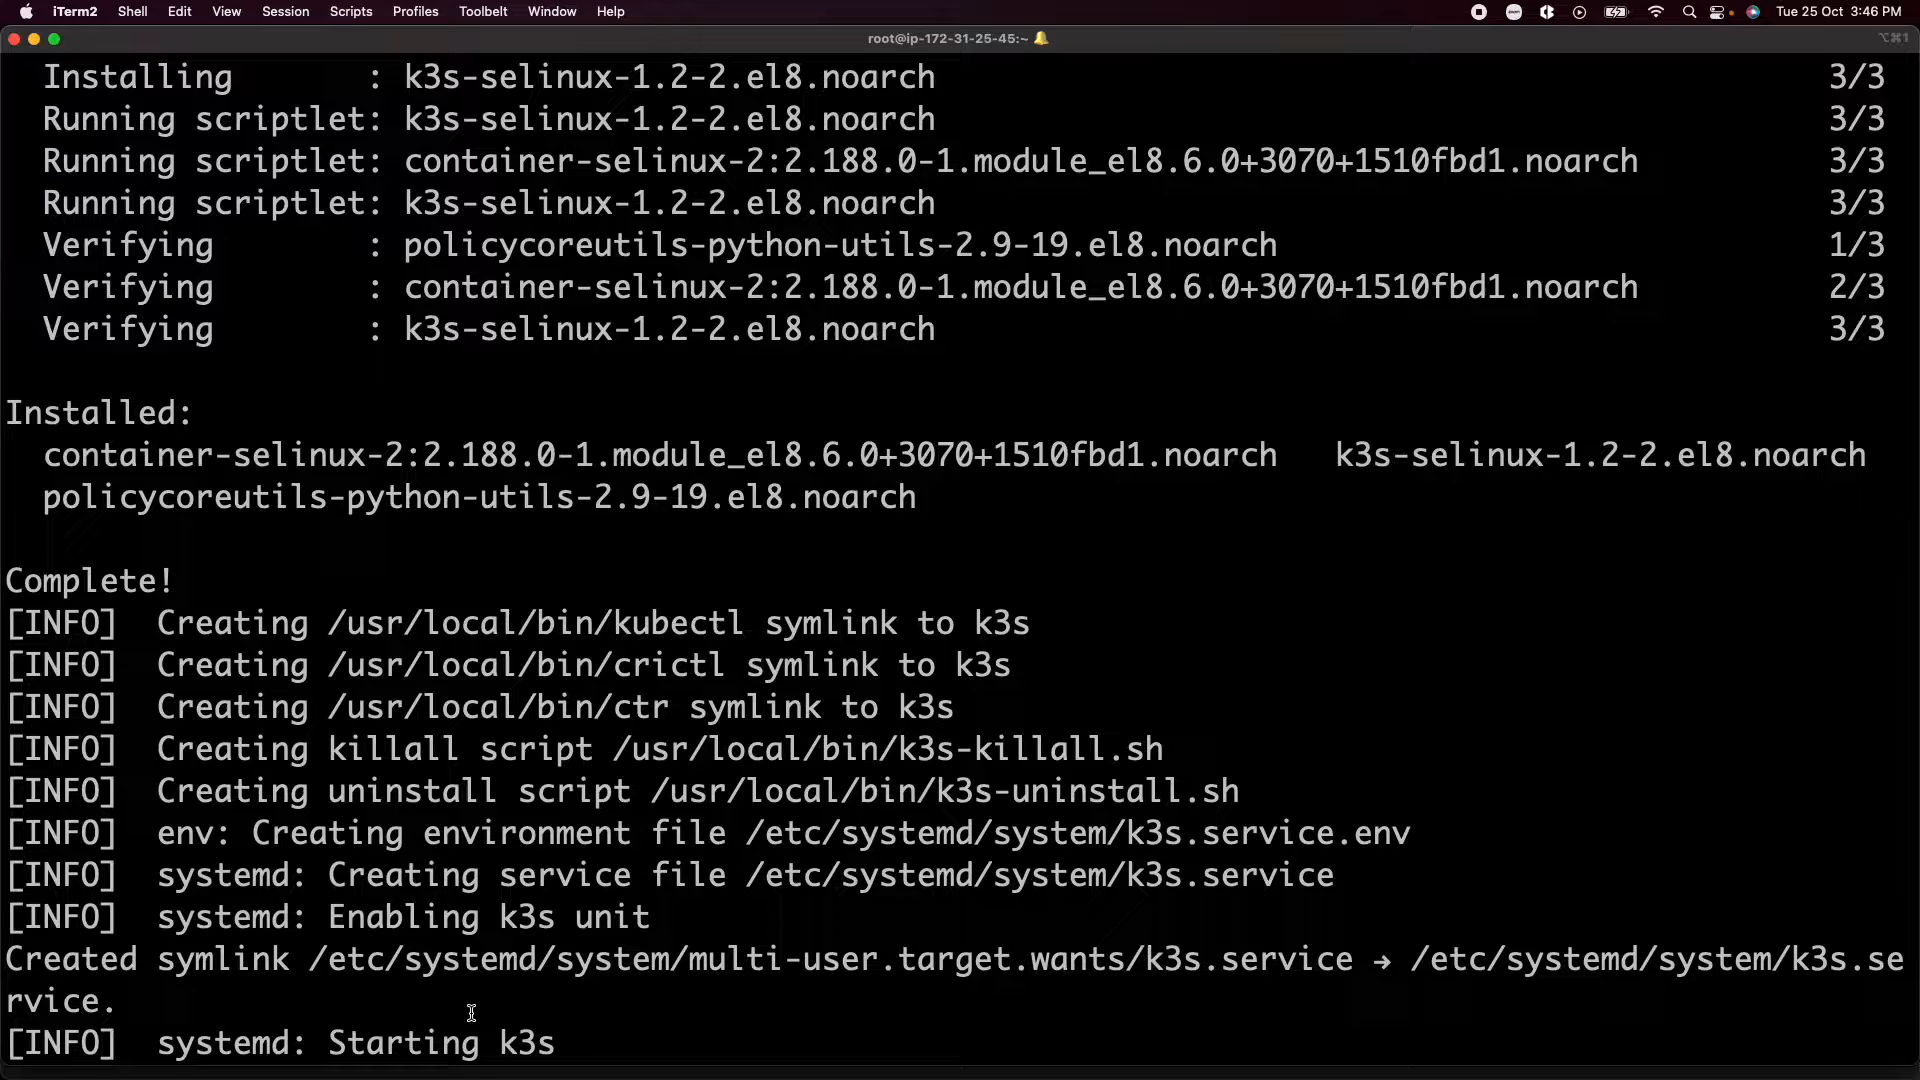 iTerm2 Shell Edit View Session Scripts Profiles Toolbelt Window Help Tue 25 Oct 3:46 PM
root@ip-172-31-25-45:~ 🔔 ⌥⌘1
Installing : k3s-selinux-1.2-2.el8.noarch 3/3
Running scriptlet: k3s-selinux-1.2-2.el8.noarch 3/3
Running scriptlet: container-selinux-2:2.188.0-1.module_el8.6.0+3070+1510fbd1.noarch 3/3
Running scriptlet: k3s-selinux-1.2-2.el8.noarch 3/3
Verifying : policycoreutils-python-utils-2.9-19.el8.noarch 1/3
Verifying : container-selinux-2:2.188.0-1.module_el8.6.0+3070+1510fbd1.noarch 2/3
Verifying : k3s-selinux-1.2-2.el8.noarch 3/3
Installed:
container-selinux-2:2.188.0-1.module_el8.6.0+3070+1510fbd1.noarch k3s-selinux-1.2-2.el8.noarch
policycoreutils-python-utils-2.9-19.el8.noarch
Complete!
[INFO] Creating /usr/local/bin/kubectl symlink to k3s
[INFO] Creating /usr/local/bin/crictl symlink to k3s
[INFO] Creating /usr/local/bin/ctr symlink to k3s
[INFO] Creating killall script /usr/local/bin/k3s-killall.sh
[INFO] Creating uninstall script /usr/local/bin/k3s-uninstall.sh
[INFO] env: Creating environment file /etc/systemd/system/k3s.service.env
[INFO] systemd: Creating service file /etc/systemd/system/k3s.service
[INFO] systemd: Enabling k3s unit
Created symlink /etc/systemd/system/multi-user.target.wants/k3s.service → /etc/systemd/system/k3s.se
rvice.
[INFO] systemd: Starting k3s